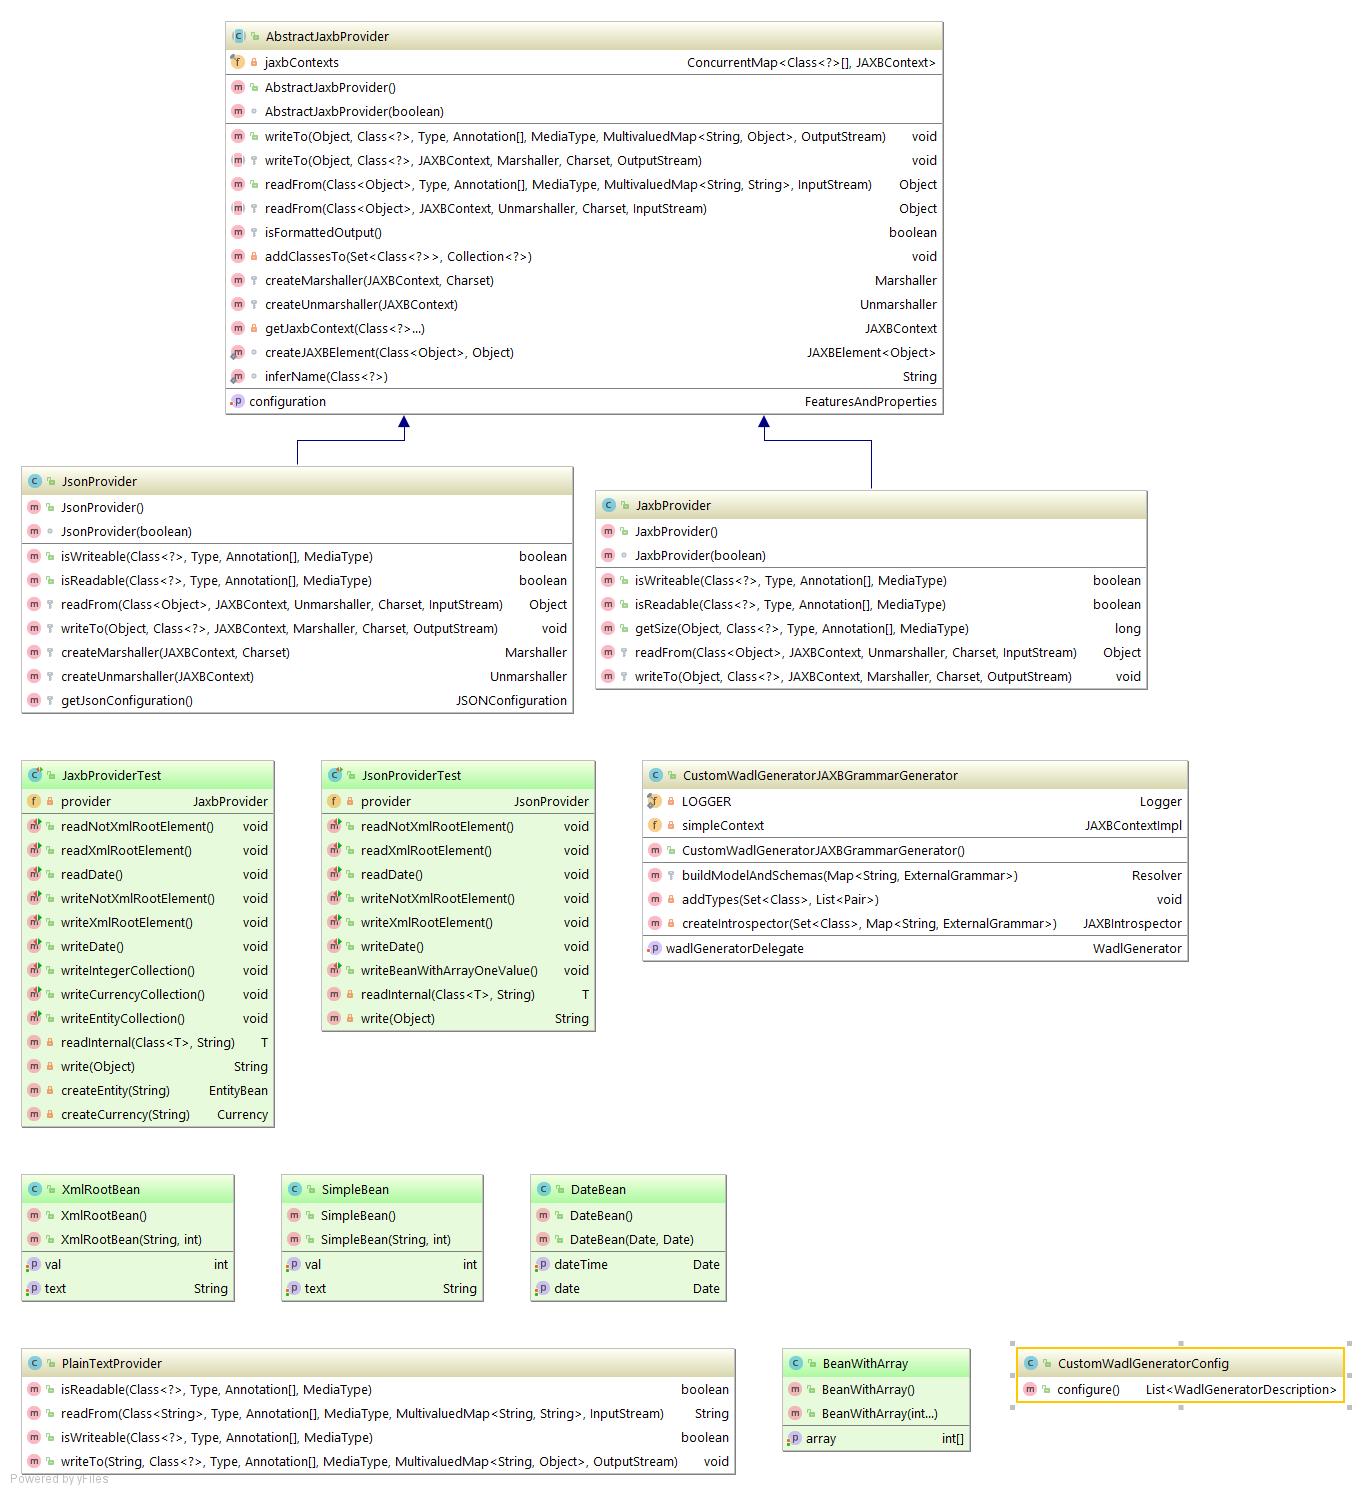 AbstractJaxbProvider
jaxbContexts ConcurrentMap<Class<?>[], JAXBContext>
AbstractJaxbProvider()
AbstractJaxbProvider(boolean)
writeTo(Object, Class<?>, Type, Annotation[], MediaType, MultivaluedMap<String, Object>, OutputStream) void
writeTo(Object, Class<?>, JAXBContext, Marshaller, Charset, OutputStream) void
readFrom(Class<Object>, Type, Annotation[], MediaType, MultivaluedMap<String, String>, InputStream) Object
readFrom(Class<Object>, JAXBContext, Unmarshaller, Charset, InputStream) Object
isFormattedOutput() boolean
addClassesTo(Set<Class<?>>, Collection<?>) void
createMarshaller(JAXBContext, Charset) Marshaller
createUnmarshaller(JAXBContext) Unmarshaller
getJaxbContext(Class<?>...) JAXBContext
createJAXBElement(Class<Object>, Object) JAXBElement<Object>
inferName(Class<?>) String
configuration FeaturesAndProperties
JsonProvider
JsonProvider()
JsonProvider(boolean)
isWriteable(Class<?>, Type, Annotation[], MediaType) boolean
isReadable(Class<?>, Type, Annotation[], MediaType) boolean
readFrom(Class<Object>, JAXBContext, Unmarshaller, Charset, InputStream) Object
writeTo(Object, Class<?>, JAXBContext, Marshaller, Charset, OutputStream) void
createMarshaller(JAXBContext, Charset) Marshaller
createUnmarshaller(JAXBContext) Unmarshaller
getJsonConfiguration() JSONConfiguration
JaxbProvider
JaxbProvider()
JaxbProvider(boolean)
isWriteable(Class<?>, Type, Annotation[], MediaType) boolean
isReadable(Class<?>, Type, Annotation[], MediaType) boolean
getSize(Object, Class<?>, Type, Annotation[], MediaType) long
readFrom(Class<Object>, JAXBContext, Unmarshaller, Charset, InputStream) Object
writeTo(Object, Class<?>, JAXBContext, Marshaller, Charset, OutputStream) void
JaxbProviderTest
provider JaxbProvider
readNotXmlRootElement() void
readXmlRootElement() void
readDate() void
writeNotXmlRootElement() void
writeXmlRootElement() void
writeDate() void
writeIntegerCollection() void
writeCurrencyCollection() void
writeEntityCollection() void
readInternal(Class<T>, String) T
write(Object) String
createEntity(String) EntityBean
createCurrency(String) Currency
JsonProviderTest
provider JsonProvider
readNotXmlRootElement() void
readXmlRootElement() void
readDate() void
writeNotXmlRootElement() void
writeXmlRootElement() void
writeDate() void
writeBeanWithArrayOneValue() void
readInternal(Class<T>, String) T
write(Object) String
CustomWadlGeneratorJAXBGrammarGenerator
LOGGER Logger
simpleContext JAXBContextImpl
CustomWadlGeneratorJAXBGrammarGenerator()
buildModelAndSchemas(Map<String, ExternalGrammar>) Resolver
addTypes(Set<Class>, List<Pair>) void
createIntrospector(Set<Class>, Map<String, ExternalGrammar>) JAXBIntrospector
wadlGeneratorDelegate WadlGenerator
XmlRootBean
XmlRootBean()
XmlRootBean(String, int)
val int
text String
SimpleBean
SimpleBean()
SimpleBean(String, int)
val int
text String
DateBean
DateBean()
DateBean(Date, Date)
dateTime Date
date Date
PlainTextProvider
isReadable(Class<?>, Type, Annotation[], MediaType) boolean
readFrom(Class<String>, Type, Annotation[], MediaType, MultivaluedMap<String, String>, InputStream) String
isWriteable(Class<?>, Type, Annotation[], MediaType) boolean
writeTo(String, Class<?>, Type, Annotation[], MediaType, MultivaluedMap<String, Object>, OutputStream) void
BeanWithArray
BeanWithArray()
BeanWithArray(int...)
array int[]
CustomWadlGeneratorConfig
configure() List<WadlGeneratorDescription>
Powered by yFiles